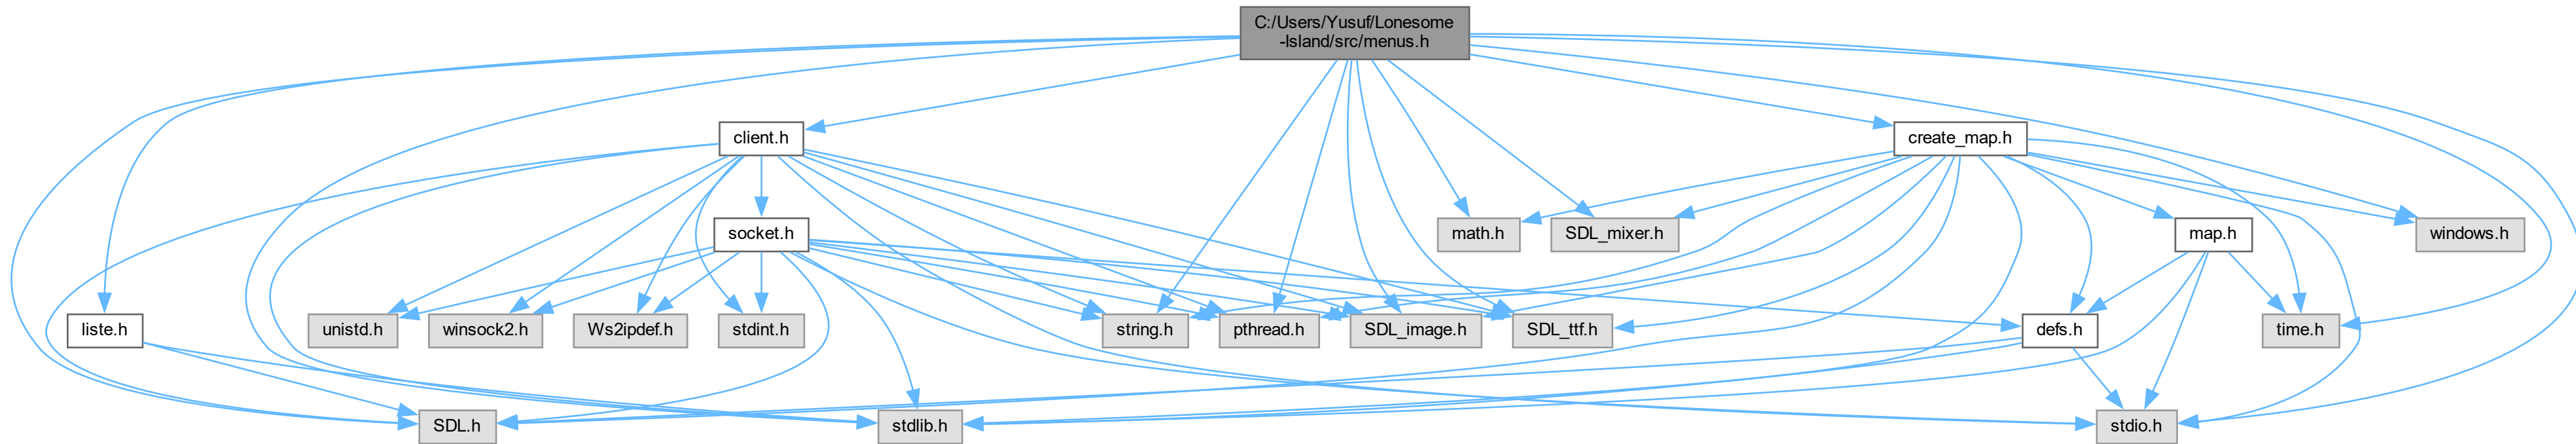 C:/Users/Yusuf/Lonesome
-Island/src/menus.h
client.h
create_map.h
socket.h
math.h
SDL_mixer.h
map.h
windows.h
liste.h
unistd.h
winsock2.h
Ws2ipdef.h
stdint.h
string.h
pthread.h
SDL_image.h
SDL_ttf.h
defs.h
time.h
SDL.h
stdlib.h
stdio.h